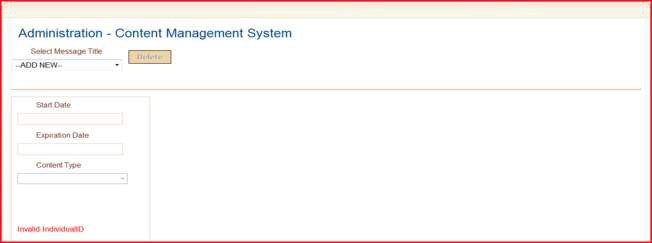 Administration - Content Management System
Select Message Title
--ADD NEW--
Delete
Start Date
Expiration Date
Content Type
Invalid IndividualID